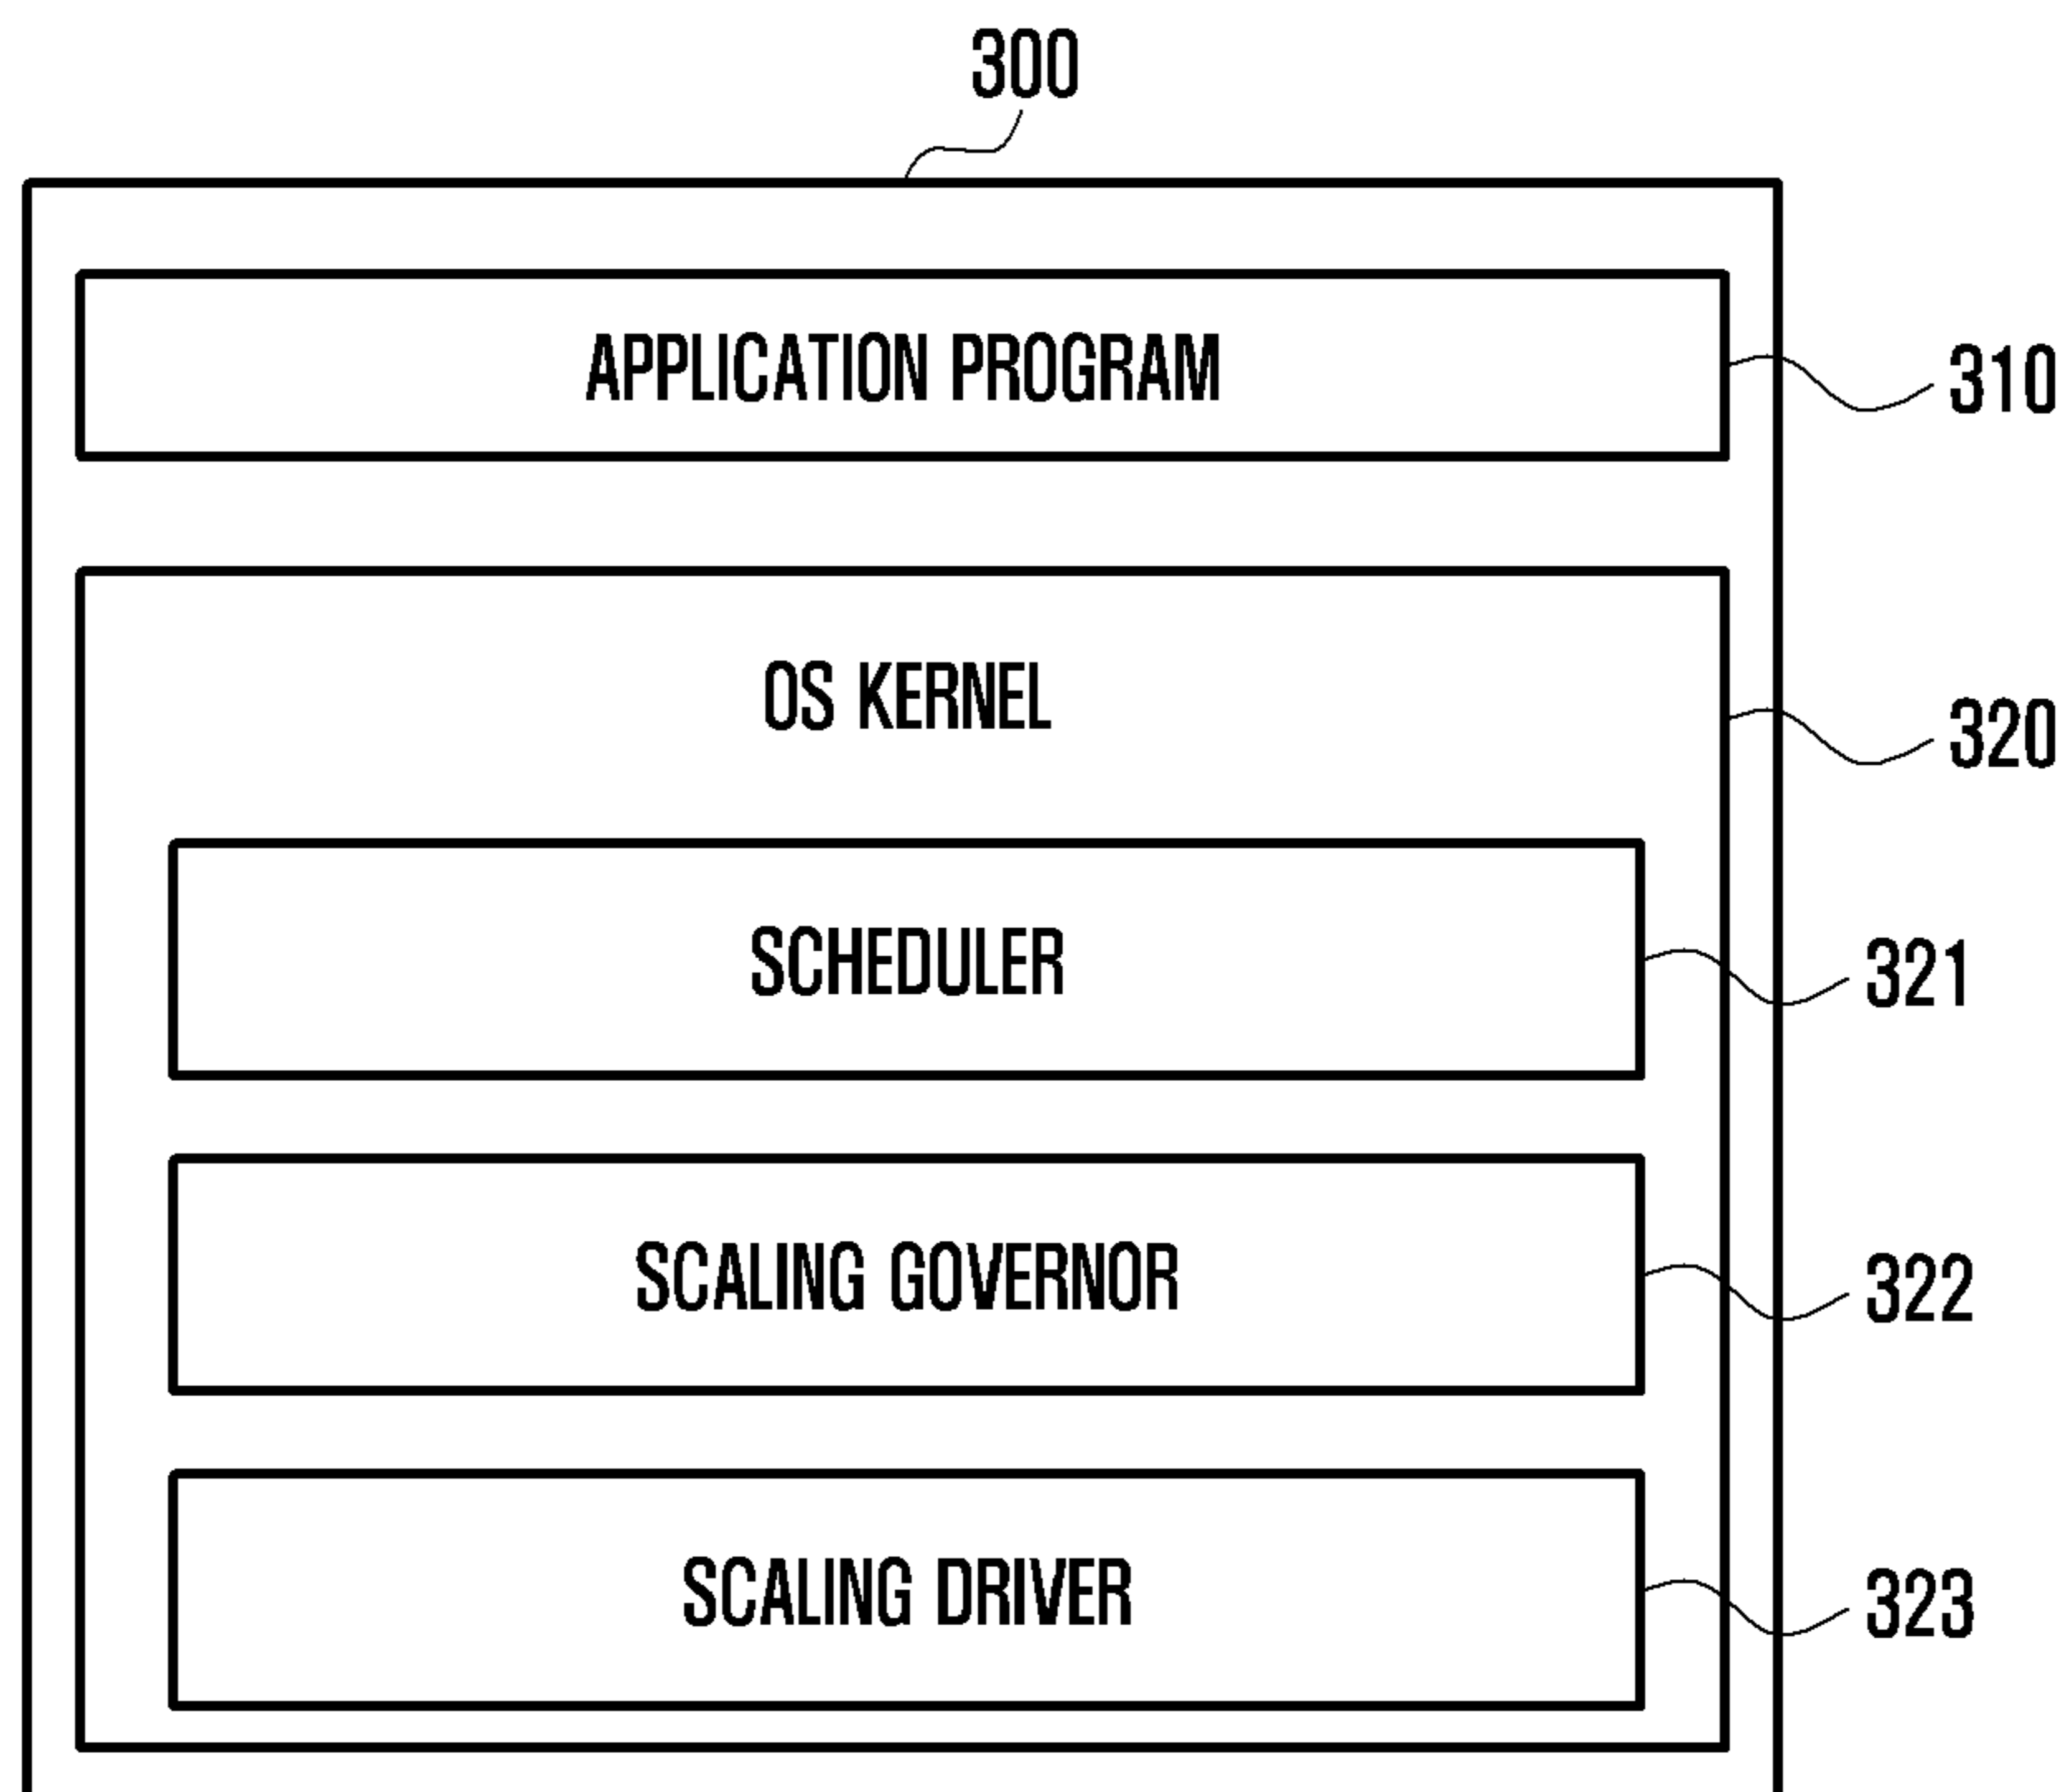 300
APPLICATION PROGRAM
310
OS KERNEL
320
SCHEDULER
321
SCALING GOVERNOR
322
SCALING DRIVER
323